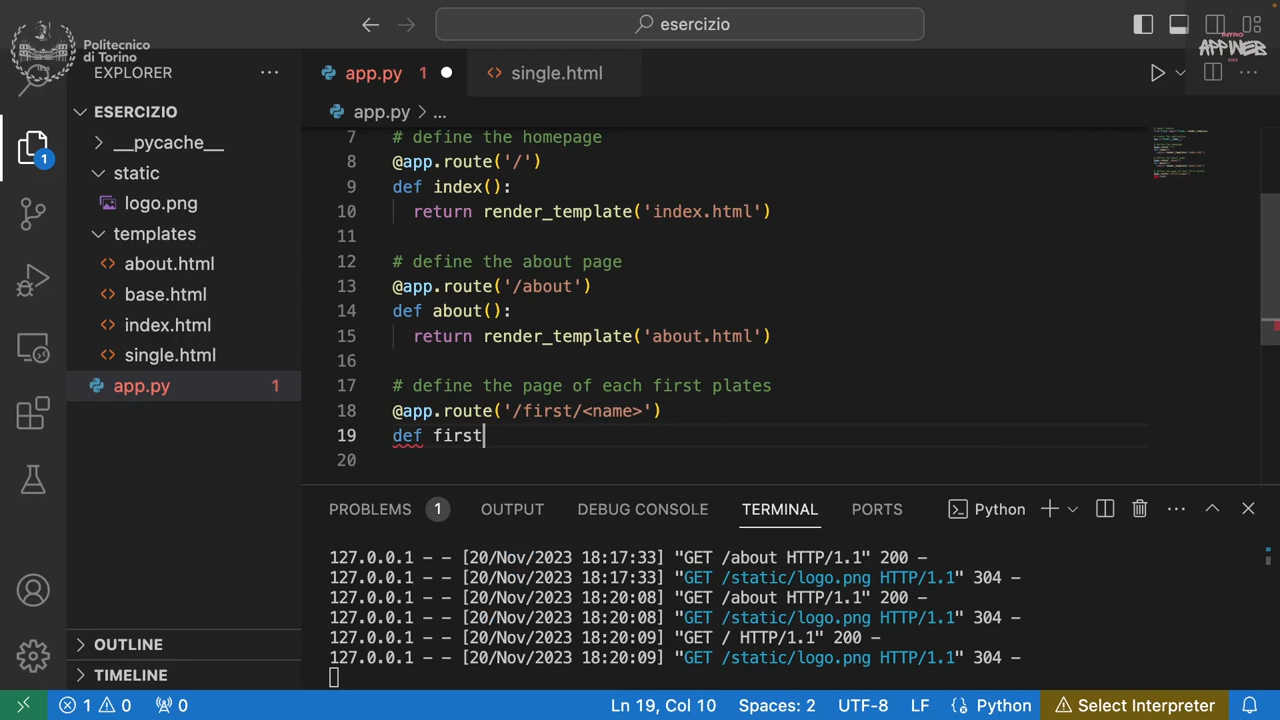 Politecnico
di Torino
esercizio
INTRO
APPIWEB
EXPLORER
ESERCIZIO
__pycache__
static
logo.png
templates
about.html
base.html
index.html
single.html
app.py 1
OUTLINE
TIMELINE
1
app.py 1
single.html
app.py > ...
7 # define the homepage
8 @app.route('/')
9 def index():
10 return render_template('index.html')
11
12 # define the about page
13 @app.route('/about')
14 def about():
15 return render_template('about.html')
16
17 # define the page of each first plates
18 @app.route('/first/<name>')
19 def first
20
PROBLEMS 1 OUTPUT DEBUG CONSOLE TERMINAL PORTS Python
127.0.0.1 - - [20/Nov/2023 18:17:33] "GET /about HTTP/1.1" 200 -
127.0.0.1 - - [20/Nov/2023 18:17:33] "GET /static/logo.png HTTP/1.1" 304 -
127.0.0.1 - - [20/Nov/2023 18:20:08] "GET /about HTTP/1.1" 200 -
127.0.0.1 - - [20/Nov/2023 18:20:08] "GET /static/logo.png HTTP/1.1" 304 -
127.0.0.1 - - [20/Nov/2023 18:20:09] "GET / HTTP/1.1" 200 -
127.0.0.1 - - [20/Nov/2023 18:20:09] "GET /static/logo.png HTTP/1.1" 304 -
1 0 0 Ln 19, Col 10 Spaces: 2 UTF-8 LF Python Select Interpreter